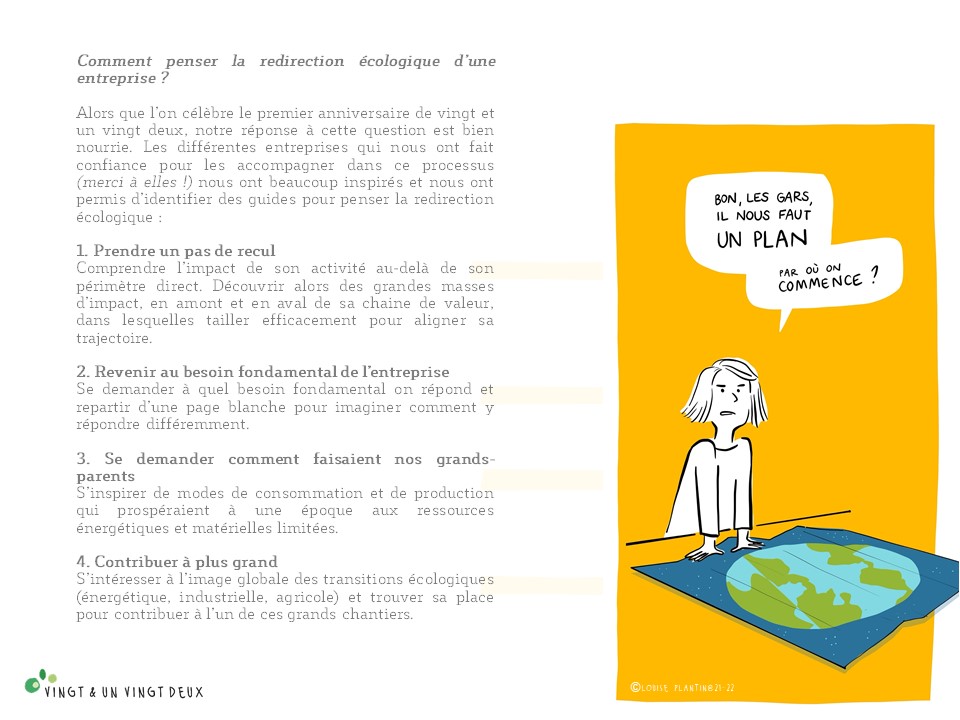 Comment penser la redirection écologique d'une
entreprise ?
Alors que l'on célèbre le premier anniversaire de vingt et
un vingt deux, notre réponse à cette question est bien
nourrie. Les différentes entreprises qui nous ont fait
confiance pour les accompagner dans ce processus
(merci à elles !) nous ont beaucoup inspirés et nous ont
permis d'identifier des guides pour penser la redirection
écologique :
1. Prendre un pas de recul
Comprendre l'impact de son activité au-delà de son
périmètre direct. Découvrir alors des grandes masses
d'impact, en amont et en aval de sa chaine de valeur,
dans lesquelles tailler efficacement pour aligner sa
trajectoire.
2. Revenir au besoin fondamental de l'entreprise
Se demander à quel besoin fondamental on répond et
repartir d'une page blanche pour imaginer comment y
répondre différemment.
3. Se demander comment faisaient nos grands-
parents
S'inspirer de modes de consommation et de production
qui prospéraient à une époque aux ressources
énergétiques et matérielles limitées.
4. Contribuer à plus grand
S'intéresser à l'image globale des transitions écologiques
(énergétique, industrielle, agricole) et trouver sa place
pour contribuer à l'un de ces grands chantiers.
VINGT & UN VINGT DEUX
BON, LES GARS,
IL NOUS FAUT
UN PLAN
PAR OÙ ON
COMMENCE ?
©LOUISE PLANTIN@21-22